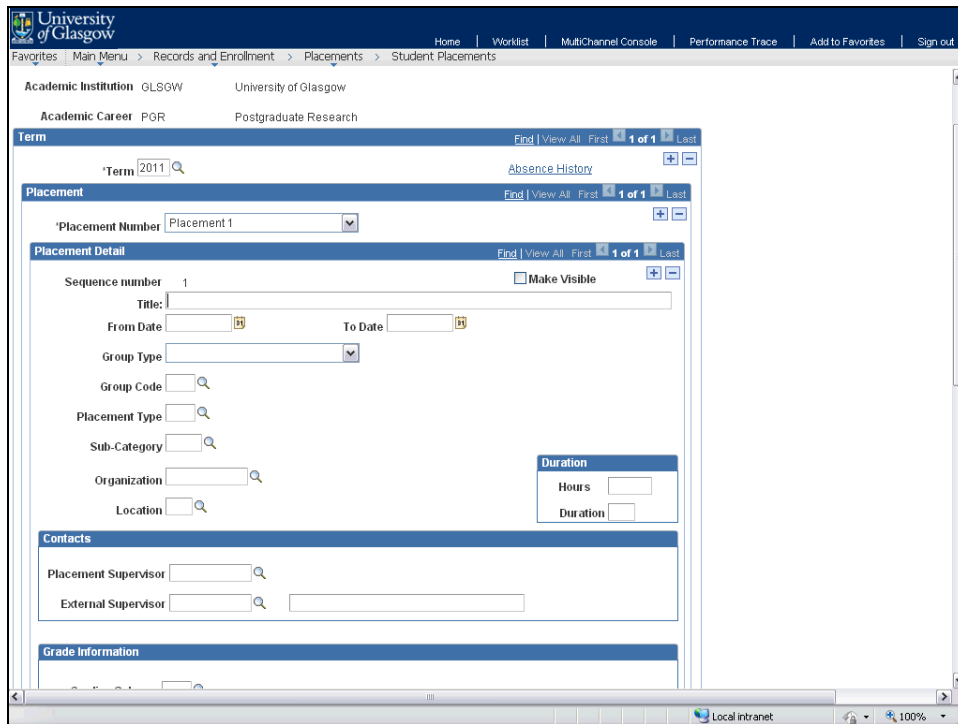 University
of Glasgow
Home | Worklist | MultiChannel Console | Performance Trace | Add to Favorites | Sign out
Favorites Main Menu > Records and Enrollment > Placements > Student Placements
Academic Institution GLSGW University of Glasgow
Academic Career PGR Postgraduate Research
Term Find | View All First 1 of 1 Last
*Term 2011 Absence History
Placement Find | View All First 1 of 1 Last
*Placement Number Placement 1
Placement Detail Find | View All First 1 of 1 Last
Sequence number 1 Make Visible
Title:
From Date To Date
Group Type
Group Code
Placement Type
Sub-Category
Duration
Organization
Hours
Location
Duration
Contacts
Placement Supervisor
External Supervisor
Grade Information
Local intranet 100%